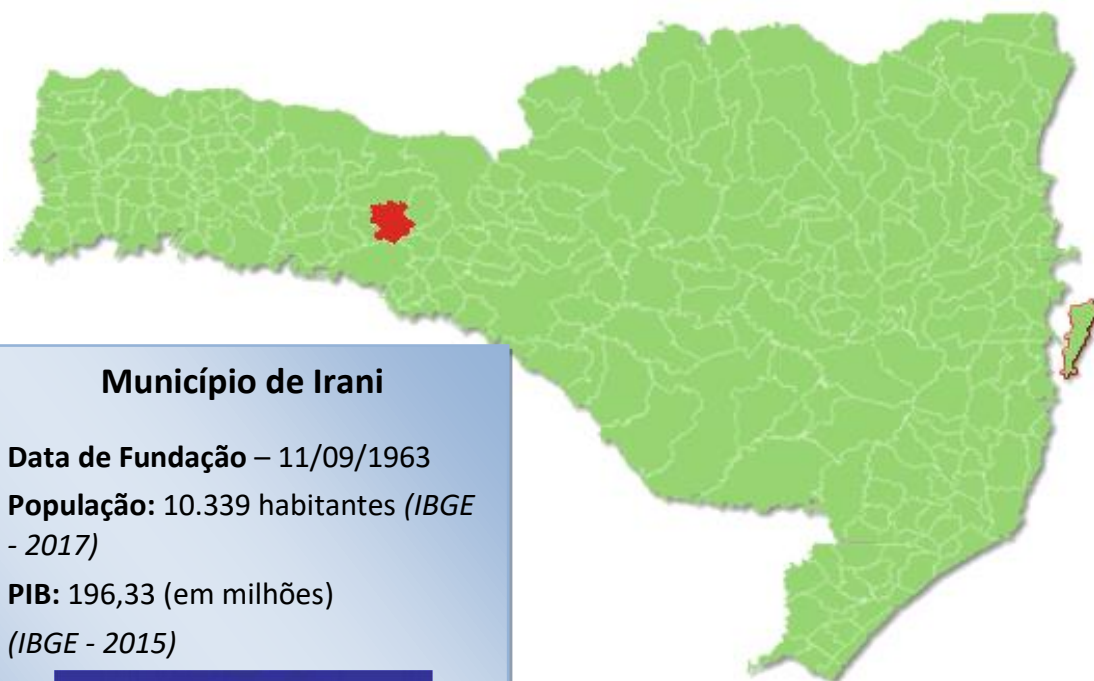 Município de Irani
Data de Fundação – 11/09/1963
População: 10.339 habitantes (IBGE
- 2017)
PIB: 196,33 (em milhões)
(IBGE - 2015)